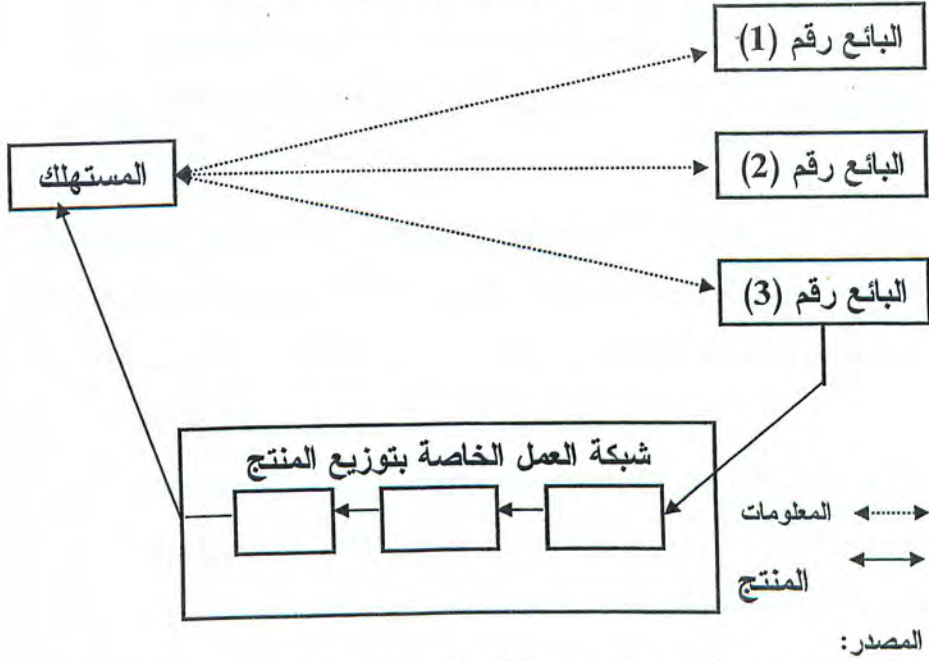 البائع رقم (1)
البائع رقم (2)
المستهلك
البائع رقم (3)
شبكة العمل الخاصة بتوزيع المنتج
المعلومات
المنتج
المصدر: